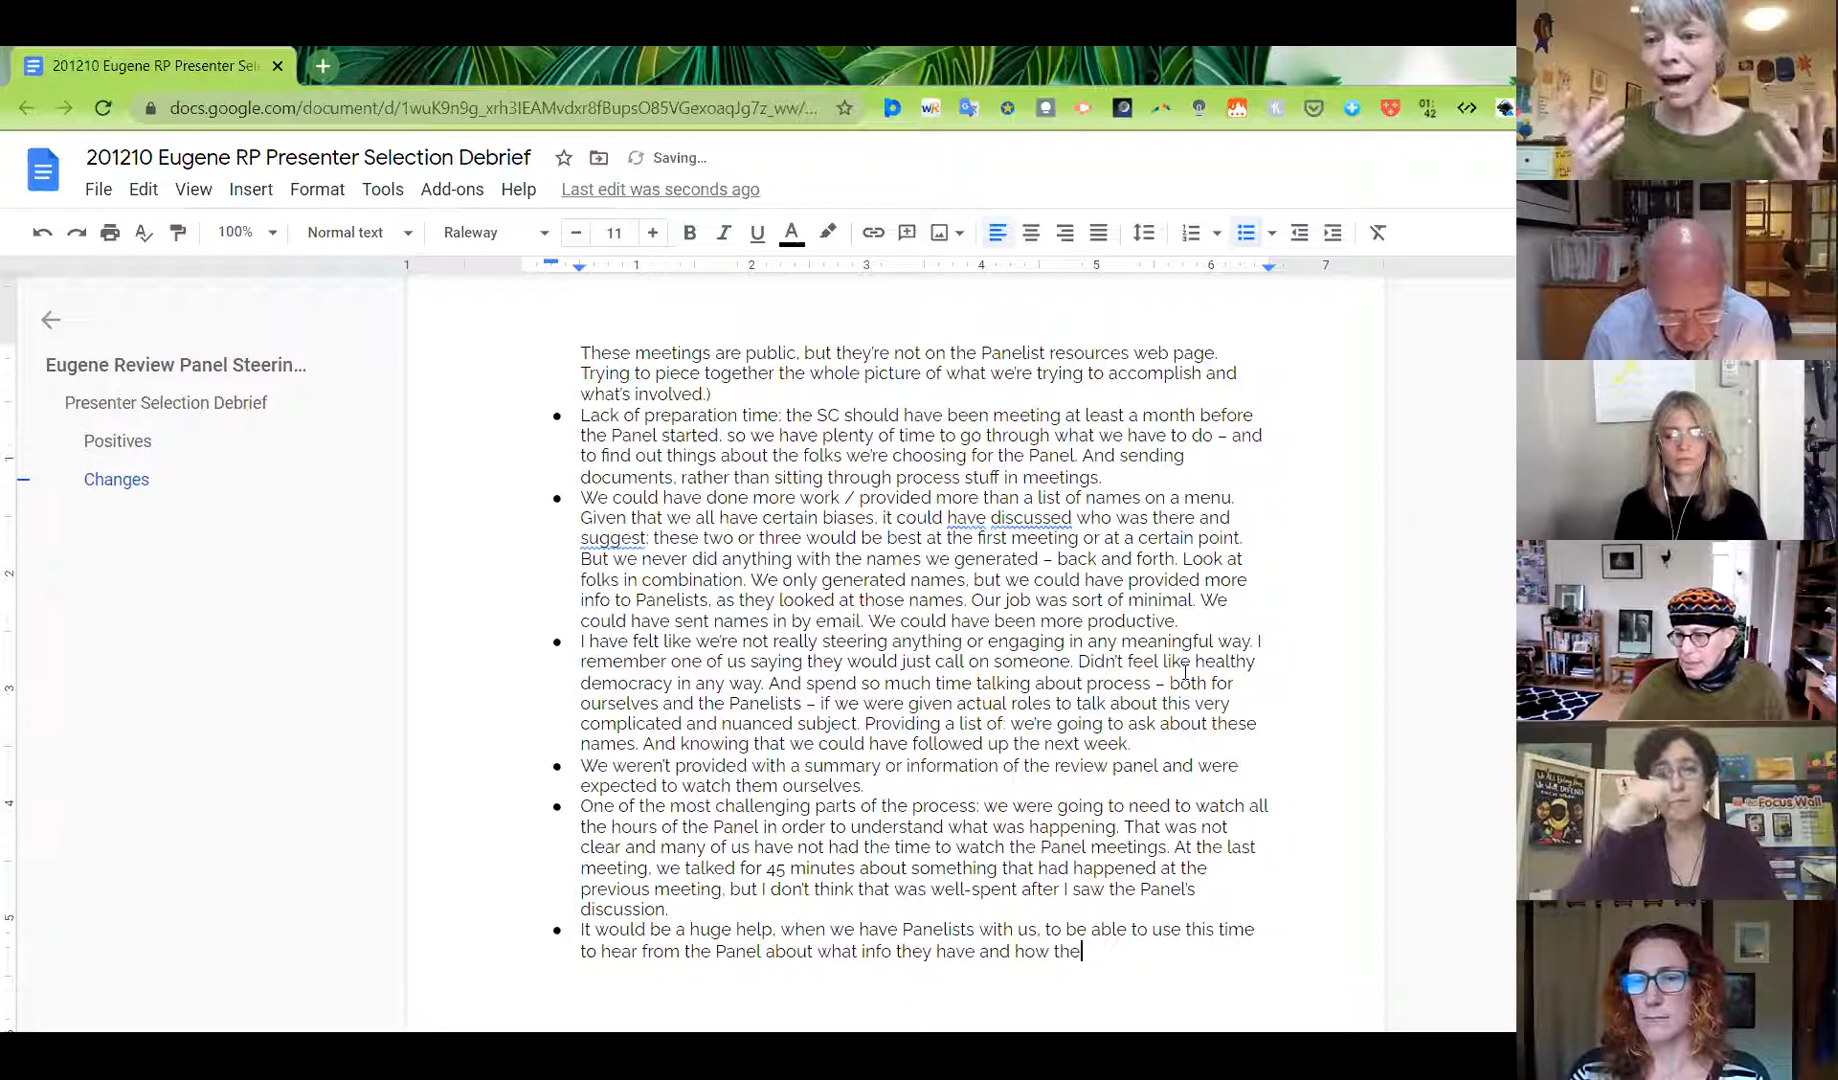 201210 Eugene RP Presenter Sel
docs.google.com/document/d/1wuK9n9g_xrh3IEAMvdxr8fBupsO85VGexoaqJg7z_ww/...
01:
42
201210 Eugene RP Presenter Selection Debrief
Saving...
File Edit View Insert Format Tools Add-ons Help Last edit was seconds ago
100% Normal text Raleway 11
1 1 2 3 4 5 6 7
Eugene Review Panel Steerin...
Presenter Selection Debrief
Positives
Changes
These meetings are public, but they're not on the Panelist resources web page.
Trying to piece together the whole picture of what we're trying to accomplish and
what's involved.)
● Lack of preparation time: the SC should have been meeting at least a month before
the Panel started, so we have plenty of time to go through what we have to do – and
to find out things about the folks we're choosing for the Panel. And sending
documents, rather than sitting through process stuff in meetings.
● We could have done more work / provided more than a list of names on a menu.
Given that we all have certain biases, it could have discussed who was there and
suggest: these two or three would be best at the first meeting or at a certain point.
But we never did anything with the names we generated – back and forth. Look at
folks in combination. We only generated names, but we could have provided more
info to Panelists, as they looked at those names. Our job was sort of minimal. We
could have sent names in by email. We could have been more productive.
● I have felt like we're not really steering anything or engaging in any meaningful way. I
remember one of us saying they would just call on someone. Didn't feel like healthy
democracy in any way. And spend so much time talking about process – both for
ourselves and the Panelists – if we were given actual roles to talk about this very
complicated and nuanced subject. Providing a list of: we're going to ask about these
names. And knowing that we could have followed up the next week.
● We weren't provided with a summary or information of the review panel and were
expected to watch them ourselves.
● One of the most challenging parts of the process: we were going to need to watch all
the hours of the Panel in order to understand what was happening. That was not
clear and many of us have not had the time to watch the Panel meetings. At the last
meeting, we talked for 45 minutes about something that had happened at the
previous meeting, but I don't think that was well-spent after I saw the Panel's
discussion.
● It would be a huge help, when we have Panelists with us, to be able to use this time
to hear from the Panel about what info they have and how the
1
2
3
4
5
Focus Wall